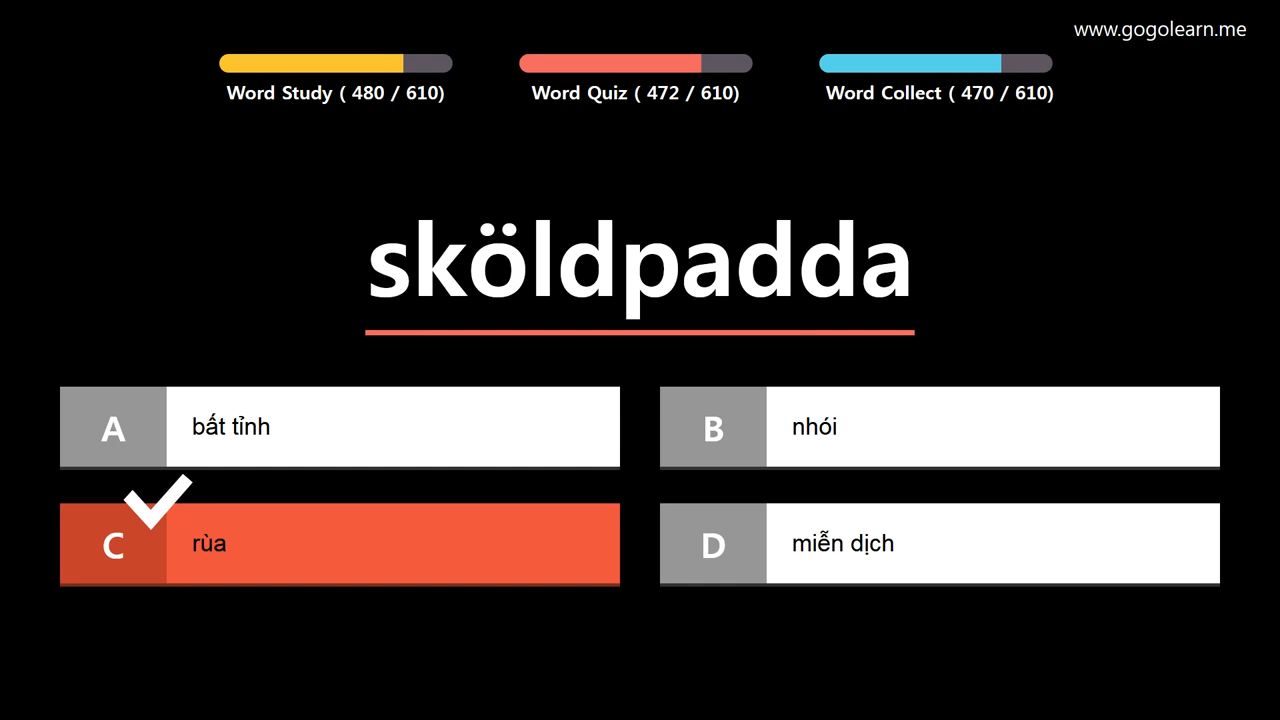 www.gogolearn.me
Word Study ( 480 / 610)
Word Quiz ( 472 / 610)
Word Collect ( 470 / 610)
sköldpadda
A bất tỉnh
B nhói
C rùa
D miễn dịch